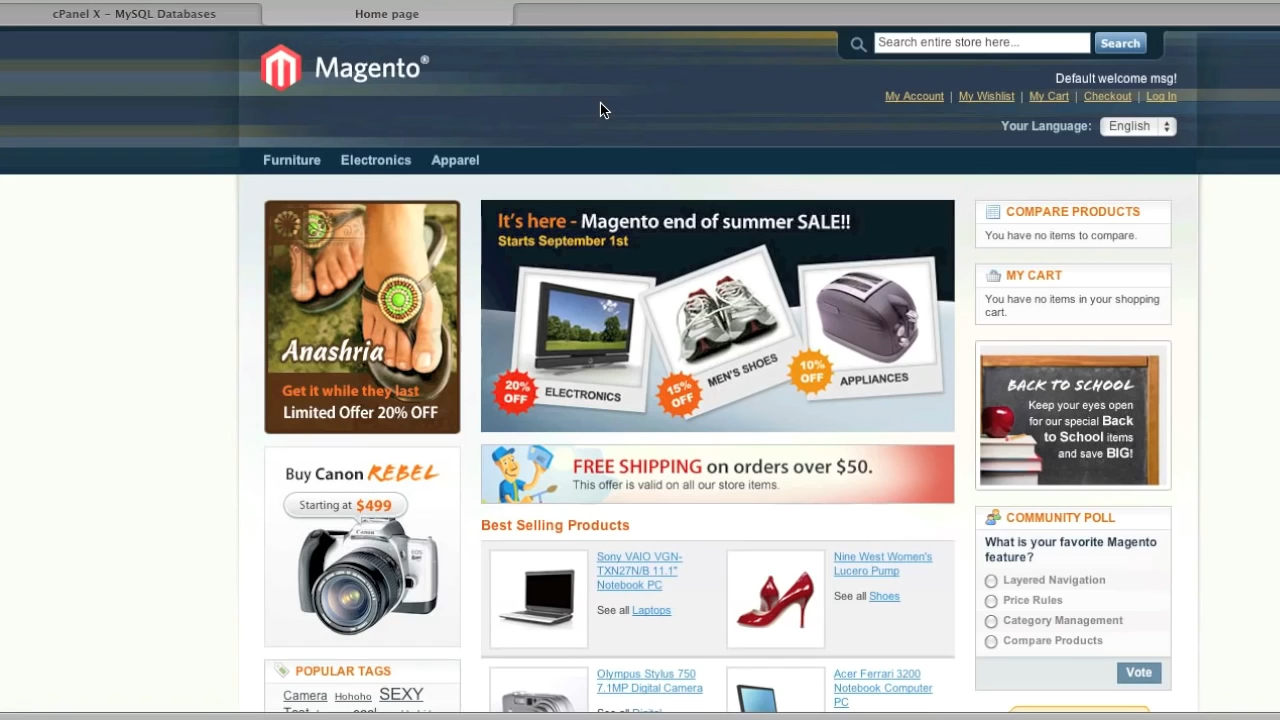 cPanel X – MySQL Databases
Home page
Magento®
Search entire store here...
Search
Default welcome msg!
My Account | My Wishlist | My Cart | Checkout | Log In
Your Language: English
Furniture Electronics Apparel
Anashria
Get it while they last
Limited Offer 20% OFF
It's here - Magento end of summer SALE!!
Starts September 1st
20% OFF
ELECTRONICS
15% OFF
MEN'S SHOES
10% OFF
APPLIANCES
COMPARE PRODUCTS
You have no items to compare.
MY CART
You have no items in your shopping
cart.
BACK TO SCHOOL
Keep your eyes open
for our special Back
to School items
and save BIG!
Buy Canon REBEL
Starting at $499
Canon
FREE SHIPPING on orders over $50.
This offer is valid on all our store items.
Best Selling Products
Sony VAIO VGN-
TXN27N/B 11.1"
Notebook PC
See all Laptops
Nine West Women's
Lucero Pump
See all Shoes
Olympus Stylus 750
7.1MP Digital Camera
Acer Ferrari 3200
Notebook Computer
PC
COMMUNITY POLL
What is your favorite Magento
feature?
Layered Navigation
Price Rules
Category Management
Compare Products
Vote
POPULAR TAGS
Camera Hohoho SEXY